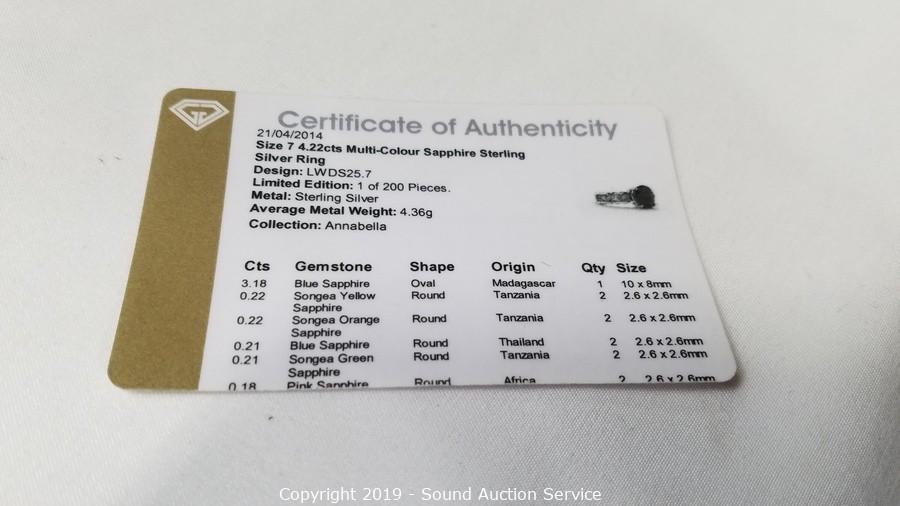 Certificate of Authenticity
21/04/2014
Size 7 4.22cts Multi-Colour Sapphire Sterling
Silver Ring
Design: LWDS25.7
Limited Edition: 1 of 200 Pieces.
Metal: Sterling Silver
Average Metal Weight: 4.36g
Collection: Annabella
Cts Gemstone Shape Origin Qty Size
3.18 Blue Sapphire Oval Madagascar 1 10 x 8mm
0.22 Songea Yellow Round Tanzania 2 2.6 x 2.6mm
Sapphire
0.22 Songea Orange Round Tanzania 2 2.6 x 2.6mm
Sapphire
0.21 Blue Sapphire Round Thailand 2 2.6 x 2.6mm
0.21 Songea Green Round Tanzania 2 2.6 x 2.6mm
Sapphire
0.18 Pink Sapphire Round Africa 2 2.6 x 2.6mm
Copyright 2019 - Sound Auction Service